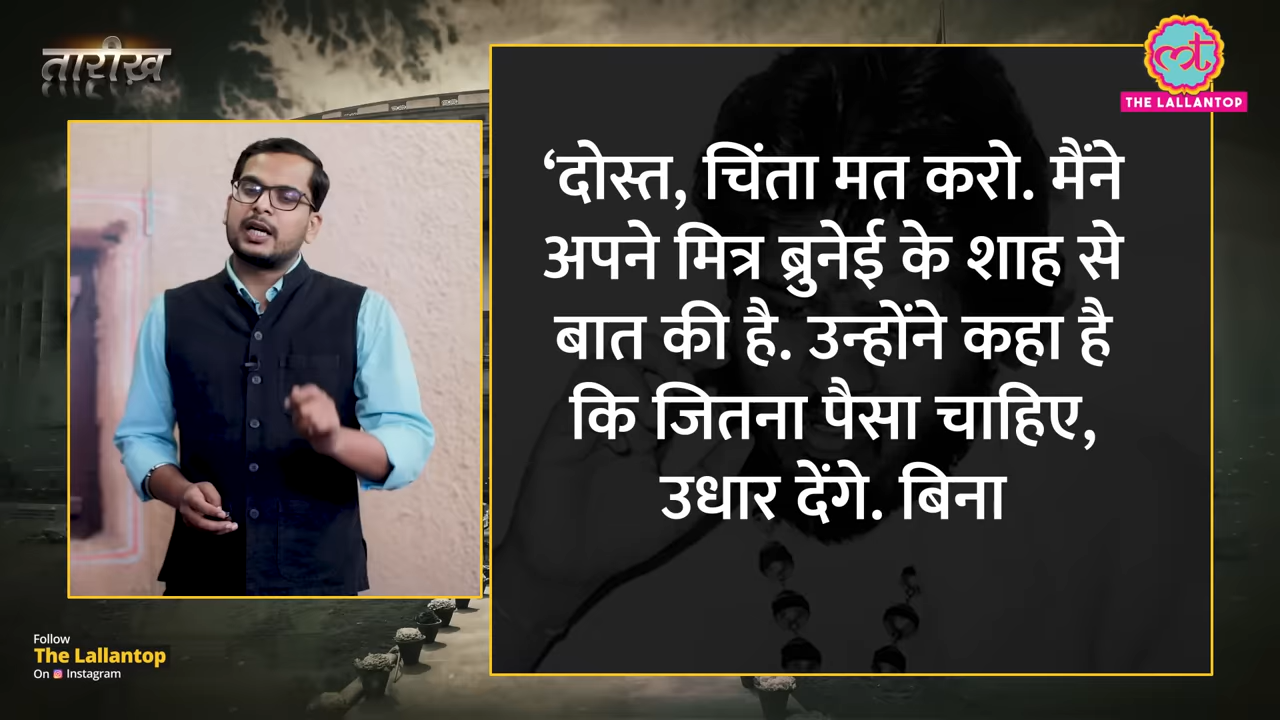 तारीख़
THE LALLANTOP
‘दोस्त, चिंता मत करो. मैंने
अपने मित्र ब्रुनेई के शाह से
बात की है. उन्होंने कहा है
कि जितना पैसा चाहिए,
उधार देंगे. बिना
Follow
The Lallantop
On Instagram